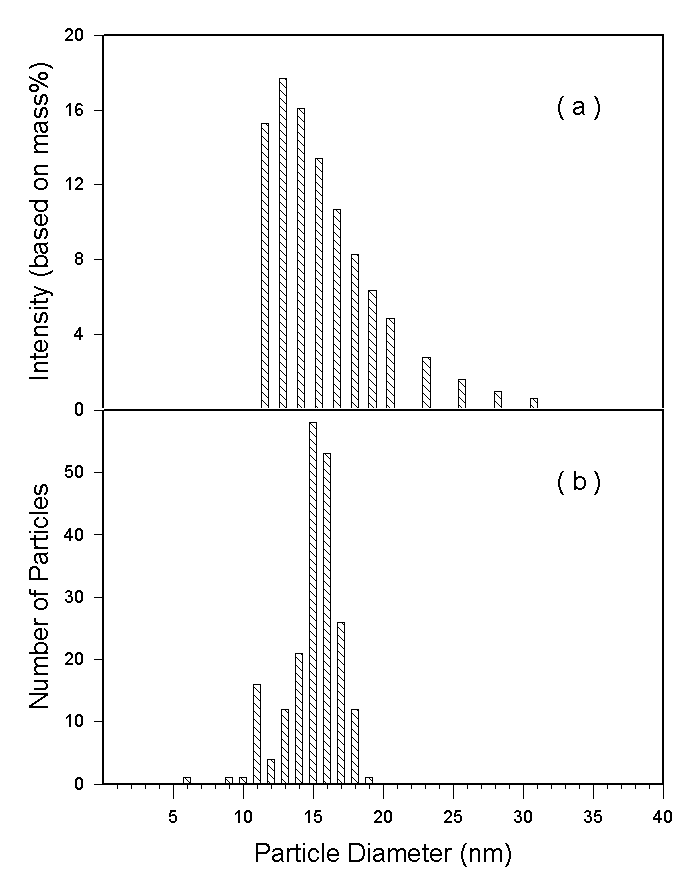 Intensity (based on mass%)
20
16
12
8
4
0
( a )
Number of Particles
50
40
30
20
10
0
( b )
5 10 15 20 25 30 35 40
Particle Diameter (nm)